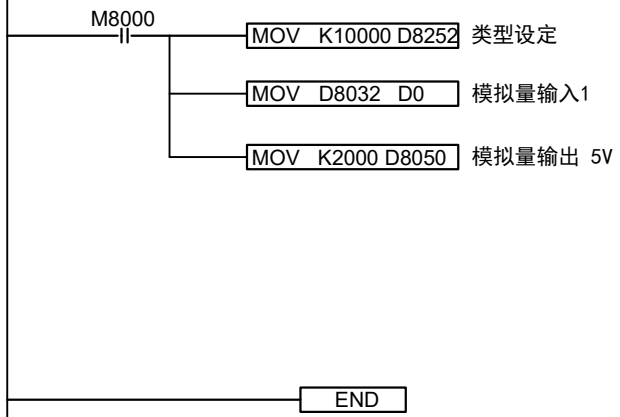 M8000
MOV K10000 D8252 类型设定
MOV D8032 D0 模拟量输入1
MOV K2000 D8050 模拟量输出 5V
END